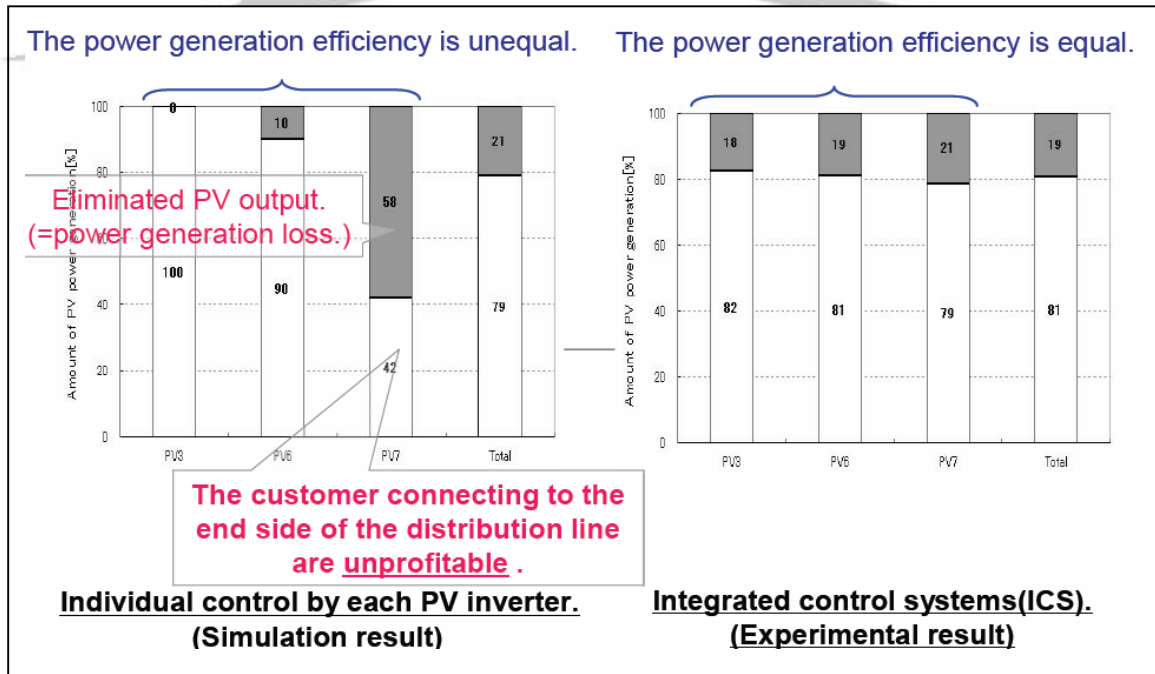 The power generation efficiency is unequal.
The power generation efficiency is equal.
Amount of PV power generation[%]
100
80
60
40
20
0
0
100
10
90
58
42
21
79
PV3
PV6
PV7
Total
Eliminated PV output.
(=power generation loss.)
The customer connecting to the
end side of the distribution line
are unprofitable .
Individual control by each PV inverter.
(Simulation result)
Amount of PV power generation[%]
100
80
60
40
20
0
18
82
19
81
21
79
19
81
PV3
PV6
PV7
Total
Integrated control systems(ICS).
(Experimental result)